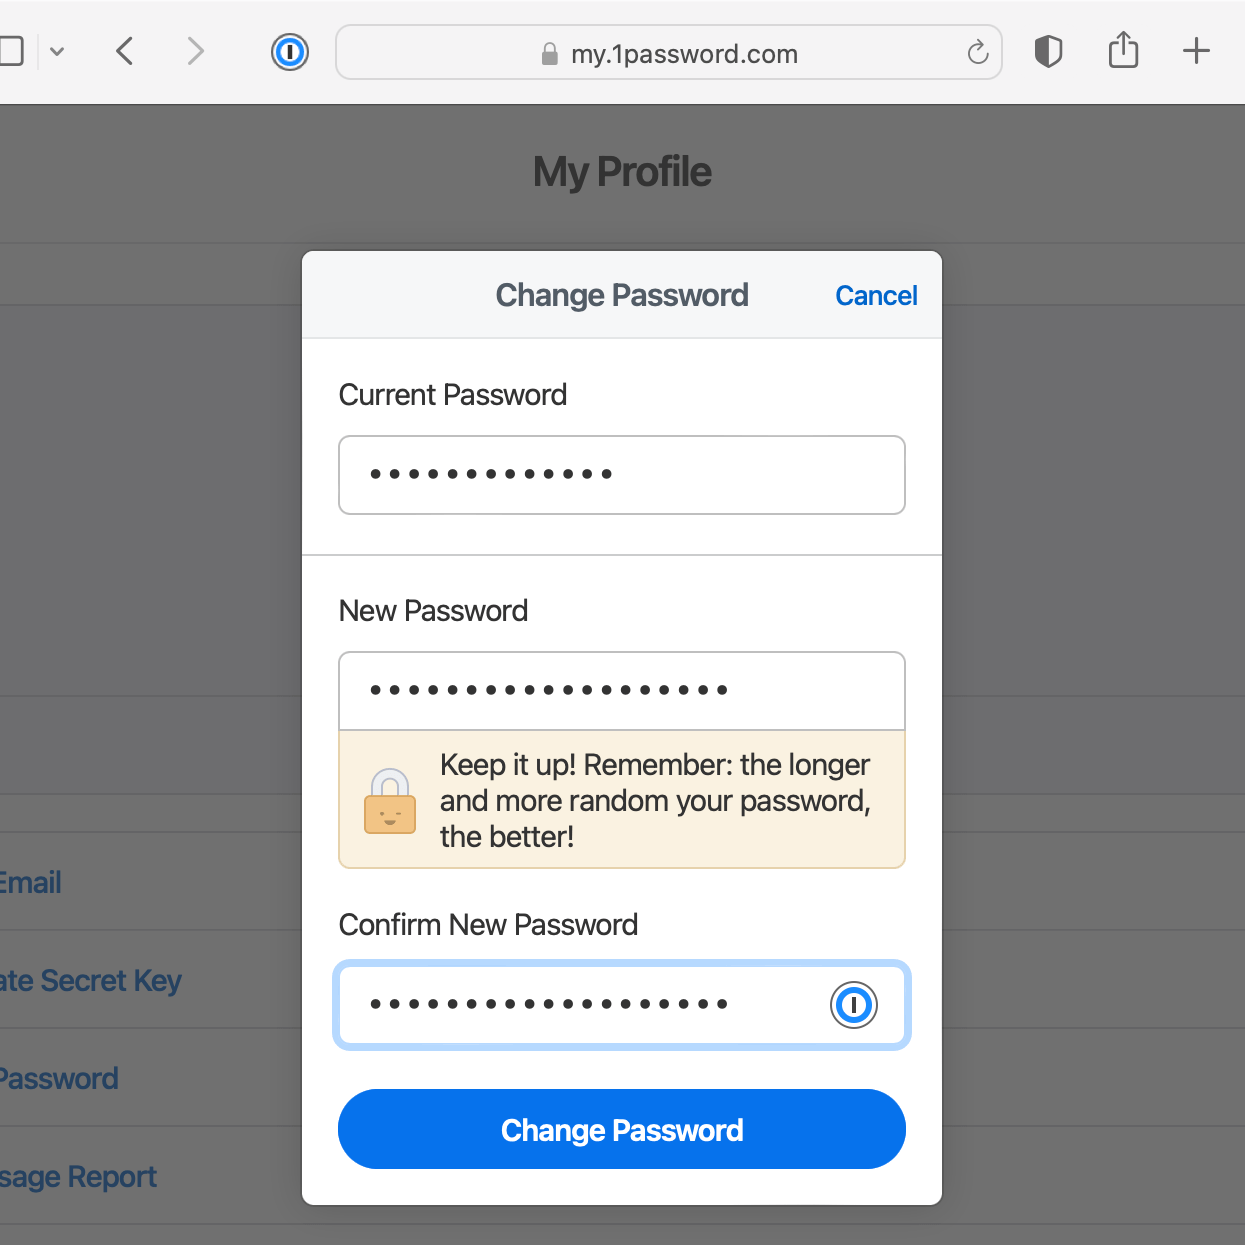 my.1password.com
My Profile
Change Password
Cancel
Current Password
•••••••••••••
New Password
•••••••••••••••••••
Keep it up! Remember: the longer
and more random your password,
the better!
Confirm New Password
•••••••••••••••••••
Change Password
Email
ate Secret Key
Password
sage Report